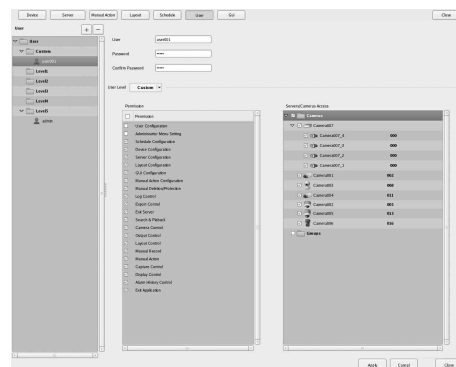 Device Server Manual Action Layout Schedule User GUI Close
User + -
User
Custom
user001
Level1
Level2
Level3
Level4
Level5
admin
User user001
Password
Confirm Password
User Level Custom
Permission
Permission
User Configuration
Administrator Menu Setting
Schedule Configuration
Device Configuration
Server Configuration
Layout Configuration
GUI Configuration
Manual Action Configuration
Manual Deletion/Protection
Log Control
Export Control
Exit Server
Search & Playback
Camera Control
Output Control
Layout Control
Manual Record
Manual Action
Capture Control
Display Control
Alarm History Control
Exit Application
Servers/Cameras Access
Cameras
Camera007
Camera007_4 000
Camera007_3 000
Camera007_2 000
Camera007_1 000
Camera001 002
Camera003 008
Camera004 011
Camera002 003
Camera005 013
Camera006 016
Groups
Apply Cancel Close